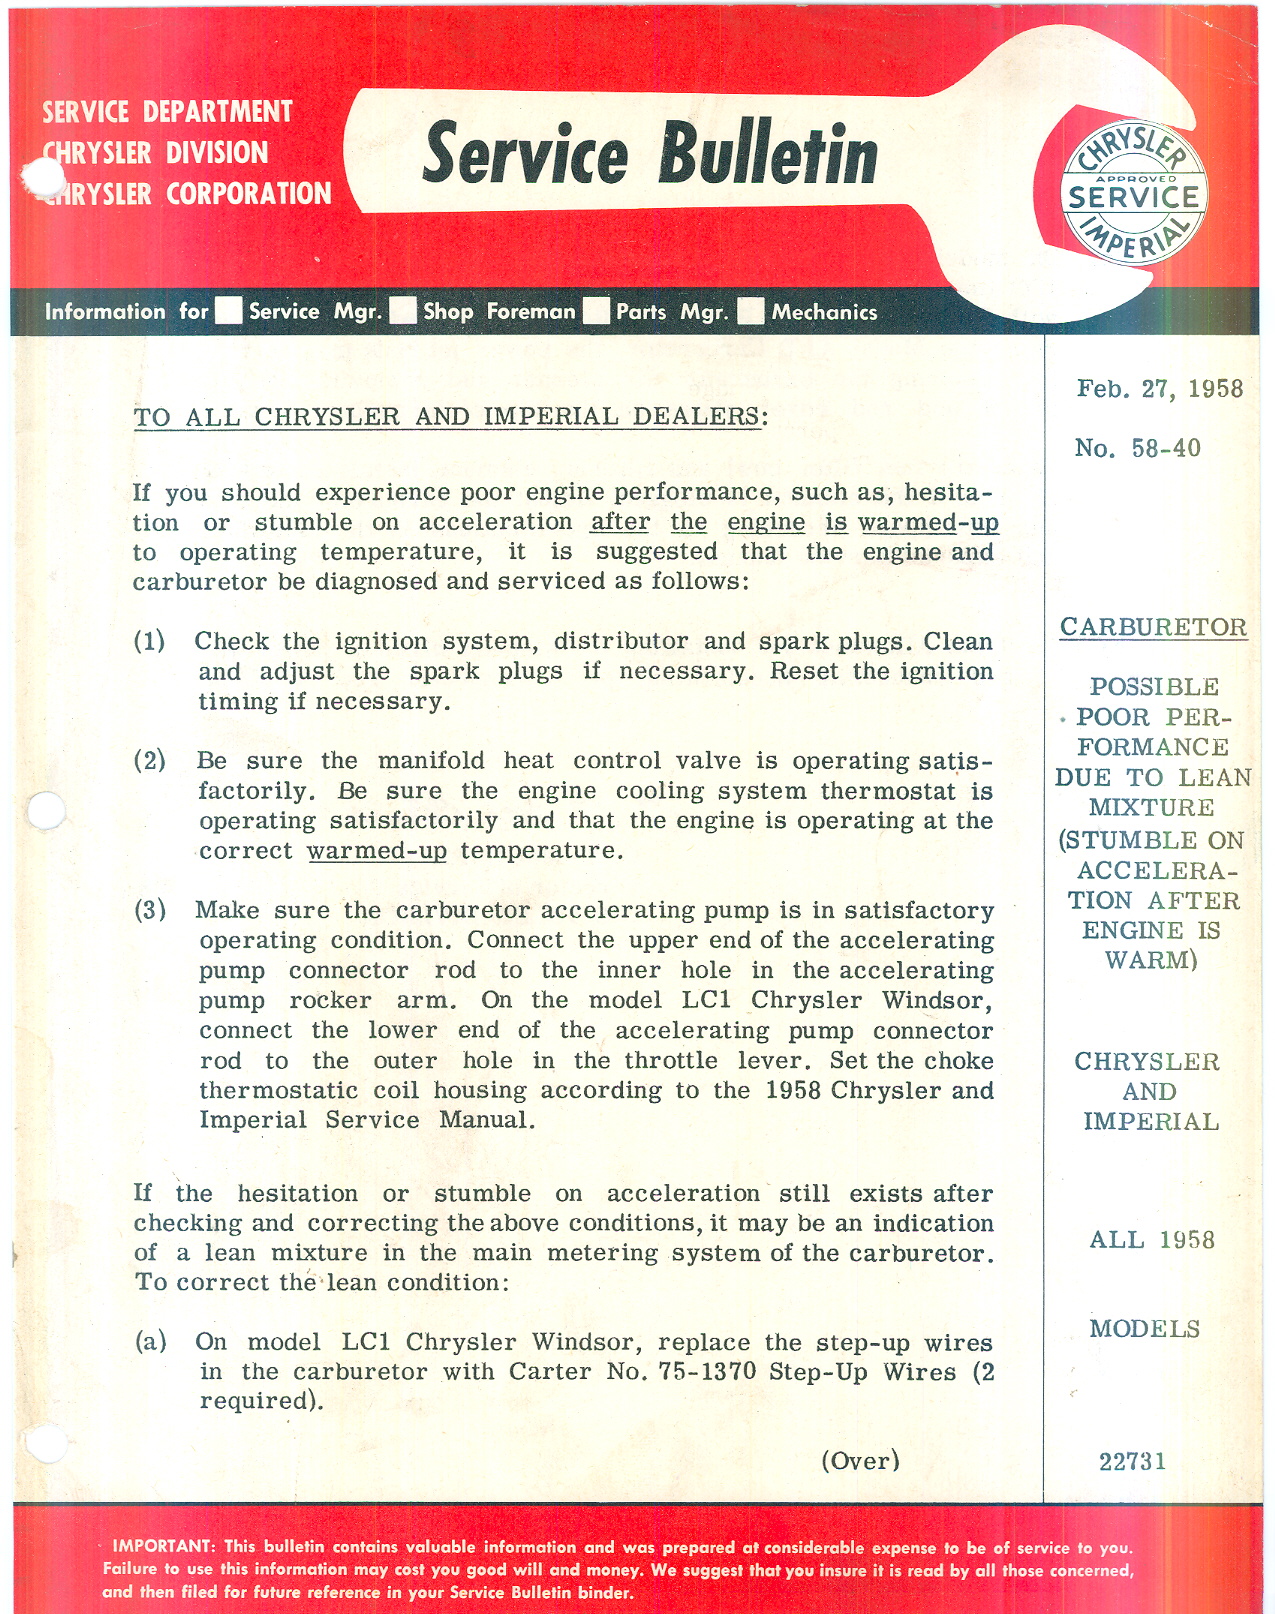 SERVICE DEPARTMENT
CHRYSLER DIVISION
CHRYSLER CORPORATION
Service Bulletin
CHRYSLER
APPROVED
SERVICE
IMPERIAL
Information for Service Mgr. Shop Foreman Parts Mgr. Mechanics
TO ALL CHRYSLER AND IMPERIAL DEALERS:
If you should experience poor engine performance, such as, hesita-
tion or stumble on acceleration after the engine is warmed-up
to operating temperature, it is suggested that the engine and
carburetor be diagnosed and serviced as follows:
(1) Check the ignition system, distributor and spark plugs. Clean
and adjust the spark plugs if necessary. Reset the ignition
timing if necessary.
(2) Be sure the manifold heat control valve is operating satis-
factorily. Be sure the engine cooling system thermostat is
operating satisfactorily and that the engine is operating at the
correct warmed-up temperature.
(3) Make sure the carburetor accelerating pump is in satisfactory
operating condition. Connect the upper end of the accelerating
pump connector rod to the inner hole in the accelerating
pump rocker arm. On the model LC1 Chrysler Windsor,
connect the lower end of the accelerating pump connector
rod to the outer hole in the throttle lever. Set the choke
thermostatic coil housing according to the 1958 Chrysler and
Imperial Service Manual.
If the hesitation or stumble on acceleration still exists after
checking and correcting the above conditions, it may be an indication
of a lean mixture in the main metering system of the carburetor.
To correct the lean condition:
(a) On model LC1 Chrysler Windsor, replace the step-up wires
in the carburetor with Carter No. 75-1370 Step-Up Wires (2
required).
(Over)
Feb. 27, 1958
No. 58-40
CARBURETOR
POSSIBLE
POOR PER-
FORMANCE
DUE TO LEAN
MIXTURE
(STUMBLE ON
ACCELERA-
TION AFTER
ENGINE IS
WARM)
CHRYSLER
AND
IMPERIAL
ALL 1958
MODELS
22731
IMPORTANT: This bulletin contains valuable information and was prepared at considerable expense to be of service to you.
Failure to use this information may cost you good will and money. We suggest that you insure it is read by all those concerned,
and then filed for future reference in your Service Bulletin binder.